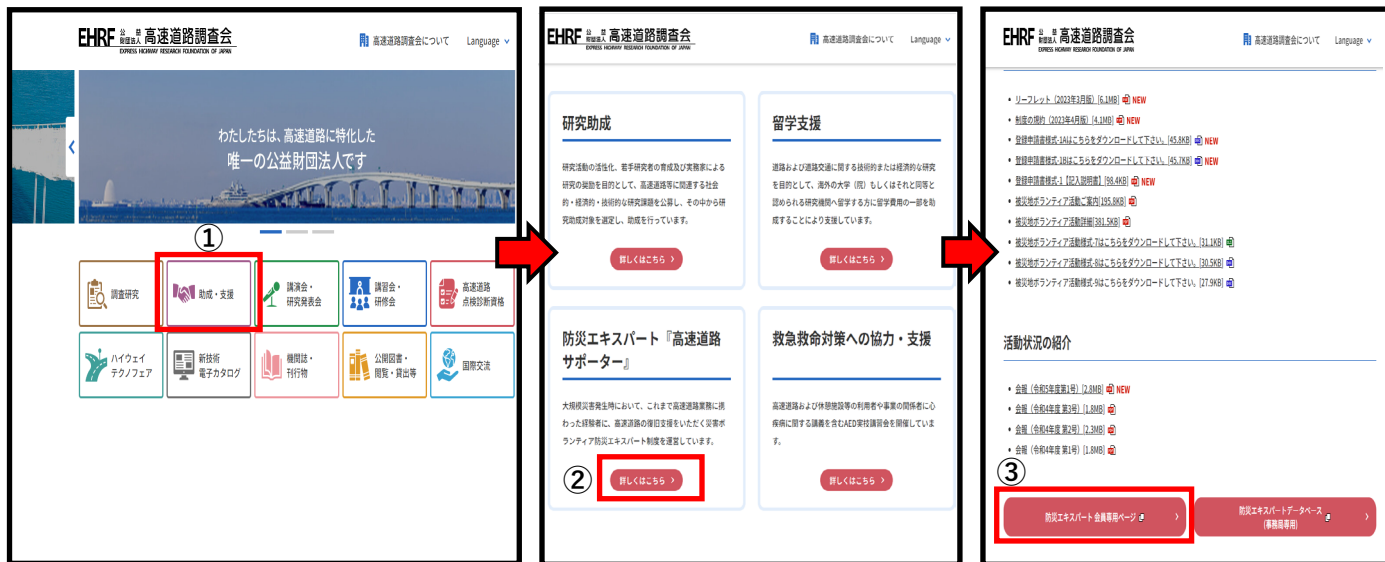 EHRF 公益財団法人 高速道路調査会
EXPRESS HIGHWAY RESEARCH FOUNDATION OF JAPAN
高速道路調査会について
Language
わたしたちは、高速道路に特化した
唯一の公益財団法人です
①
調査研究
助成・支援
講演会・
研究発表会
講習会・
研修会
高速道路
点検診断資格
ハイウェイ
テクノフェア
新技術
電子カタログ
機関誌・
刊行物
公開図書・
閲覧・貸出等
国際交流
EHRF 公益財団法人 高速道路調査会
EXPRESS HIGHWAY RESEARCH FOUNDATION OF JAPAN
高速道路調査会について
Language
研究助成
研究活動の活性化、若手研究者の育成及び実務家による
研究の奨励を目的として、高速道路等に関連する社会
的・経済的・技術的な研究課題を公募し、その中から研
究助成対象を選定し、助成を行っています。
詳しくはこちら
留学支援
道路および道路交通に関する技術的または経済的な研究
を目的として、海外の大学（院）もしくはそれと同等と
認められる研究機関へ留学する方に留学費用の一部を助
成することにより支援しています。
詳しくはこちら
防災エキスパート『高速道路
サポーター』
大規模災害発生時において、これまで高速道路業務に携
わった経験者に、高速道路の復旧支援をいただく災害ボ
ランティア防災エキスパート制度を運営しています。
②
詳しくはこちら
救急救命対策への協力・支援
高速道路および休憩施設等の利用者や事業の関係者に心
疾病に関する講義を含むAED実技講習会を開催していま
す。
詳しくはこちら
EHRF 公益財団法人 高速道路調査会
EXPRESS HIGHWAY RESEARCH FOUNDATION OF JAPAN
高速道路調査会について
Language
リーフレット（2023年3月版）[6.1MB] NEW
制度の規約（2023年4月版）[4.1MB] NEW
登録申請書様式-1Aはこちらをダウンロードして下さい。[45.8KB] NEW
登録申請書様式-1Bはこちらをダウンロードして下さい。[45.7KB] NEW
登録申請書様式-1【記入説明書】[98.4KB] NEW
被災地ボランティア活動ご案内[195.8KB]
被災地ボランティア活動詳細[381.5KB]
被災地ボランティア活動様式-7はこちらをダウンロードして下さい。[31.1KB]
被災地ボランティア活動様式-8はこちらをダウンロードして下さい。[30.5KB]
被災地ボランティア活動様式-9はこちらをダウンロードして下さい。[27.9KB]
活動状況の紹介
会報（令和5年度第1号）[2.8MB] NEW
会報（令和4年度 第3号）[1.8MB]
会報（令和4年度 第2号）[2.3MB]
会報（令和4年度 第1号）[1.8MB]
③
防災エキスパート 会員専用ページ
防災エキスパートデータベース
(事務局専用)